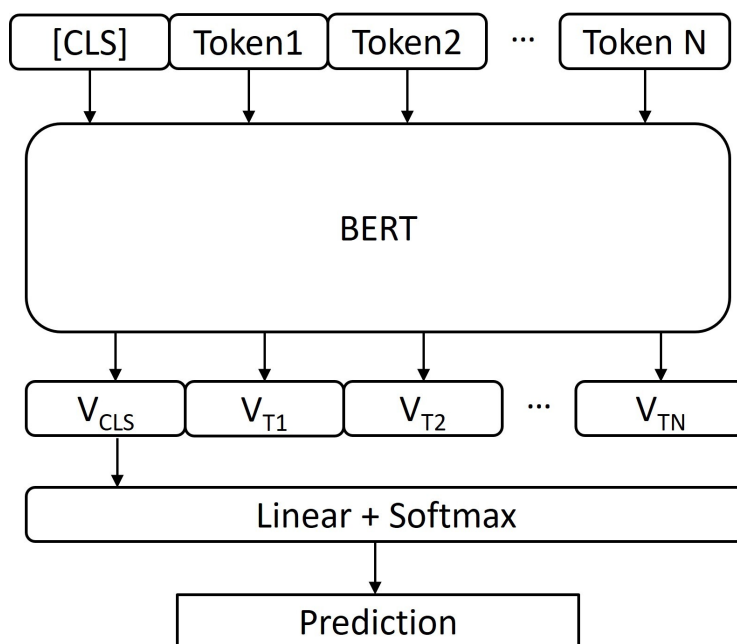 [CLS] Token1 Token2 ... Token N
BERT
V_CLS V_T1 V_T2 ... V_TN
Linear + Softmax
Prediction